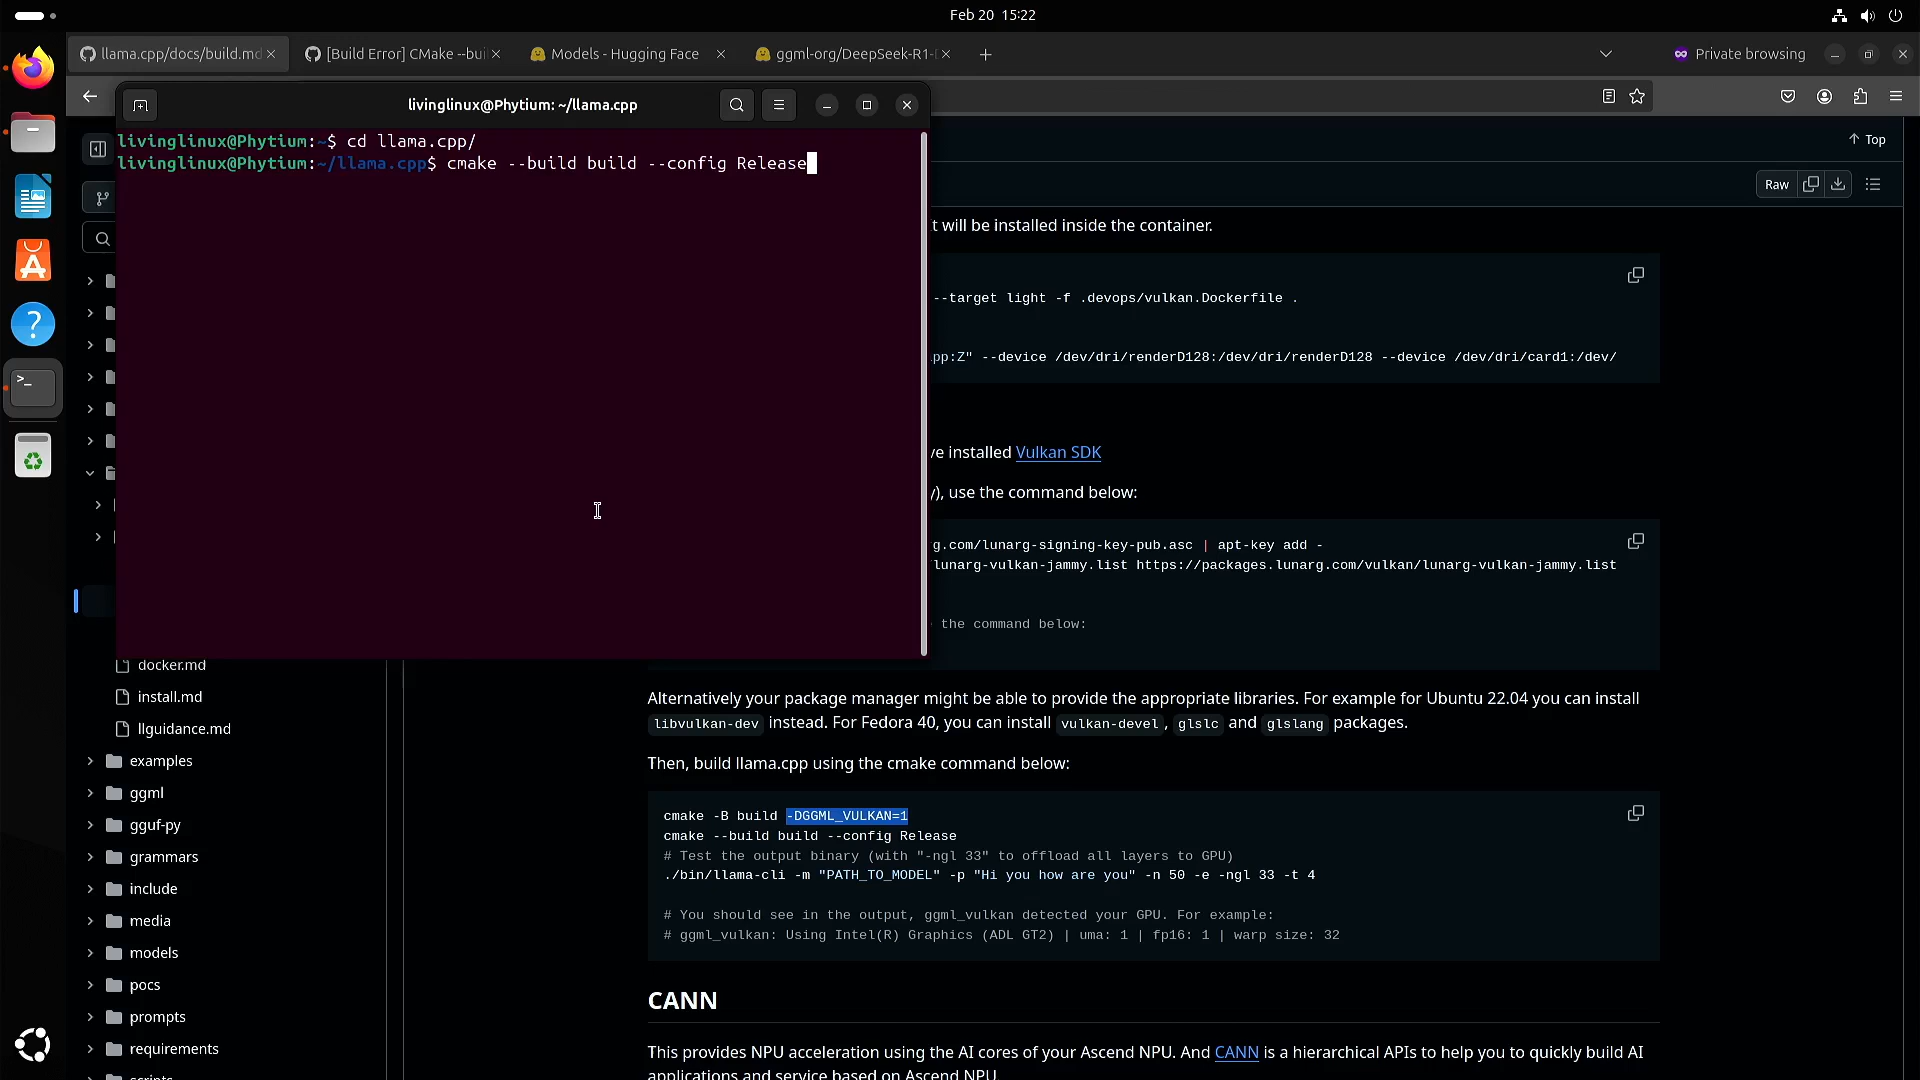 Feb 20 15:22
llama.cpp/docs/build.md
[Build Error] CMake --bui
Models - Hugging Face
ggml-org/DeepSeek-R1-
Private browsing
livinglinux@Phytium: ~/llama.cpp
livinglinux@Phytium:~$ cd llama.cpp/
livinglinux@Phytium:~/llama.cpp$ cmake --build build --config Release
Top
Raw
t will be installed inside the container.
--target light -f .devops/vulkan.Dockerfile .
pp:Z" --device /dev/dri/renderD128:/dev/dri/renderD128 --device /dev/dri/card1:/dev/
ve installed Vulkan SDK
y), use the command below:
g.com/lunarg-signing-key-pub.asc | apt-key add -
lunarg-vulkan-jammy.list https://packages.lunarg.com/vulkan/lunarg-vulkan-jammy.list
the command below:
docker.md
install.md
llguidance.md
examples
ggml
gguf-py
grammars
include
media
models
pocs
prompts
requirements
scripts
Alternatively your package manager might be able to provide the appropriate libraries. For example for Ubuntu 22.04 you can install
libvulkan-dev instead. For Fedora 40, you can install vulkan-devel, glslc and glslang packages.
Then, build llama.cpp using the cmake command below:
cmake -B build -DGGML_VULKAN=1
cmake --build build --config Release
# Test the output binary (with "-ngl 33" to offload all layers to GPU)
./bin/llama-cli -m "PATH_TO_MODEL" -p "Hi you how are you" -n 50 -e -ngl 33 -t 4
# You should see in the output, ggml_vulkan detected your GPU. For example:
# ggml_vulkan: Using Intel(R) Graphics (ADL GT2) | uma: 1 | fp16: 1 | warp size: 32
CANN
This provides NPU acceleration using the AI cores of your Ascend NPU. And CANN is a hierarchical APIs to help you to quickly build AI
applications and service based on Ascend NPU.